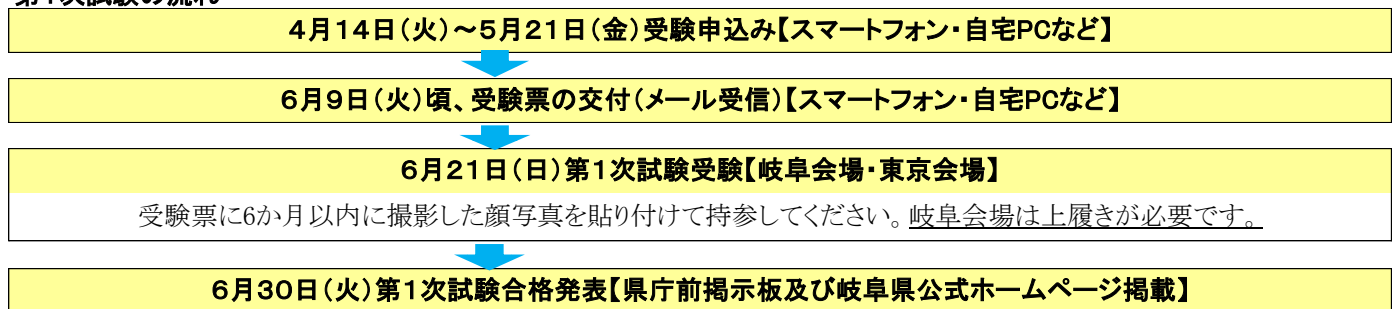 第1次試験の流れ
４月１４日（火）～５月２１日（金）受験申込み【スマートフォン・自宅PCなど】
６月９日（火）頃、受験票の交付（メール受信）【スマートフォン・自宅PCなど】
６月２１日（日）第１次試験受験【岐阜会場・東京会場】
受験票に6か月以内に撮影した顔写真を貼り付けて持参してください。岐阜会場は上履きが必要です。
６月３０日（火）第１次試験合格発表【県庁前掲示板及び岐阜県公式ホームページ掲載】